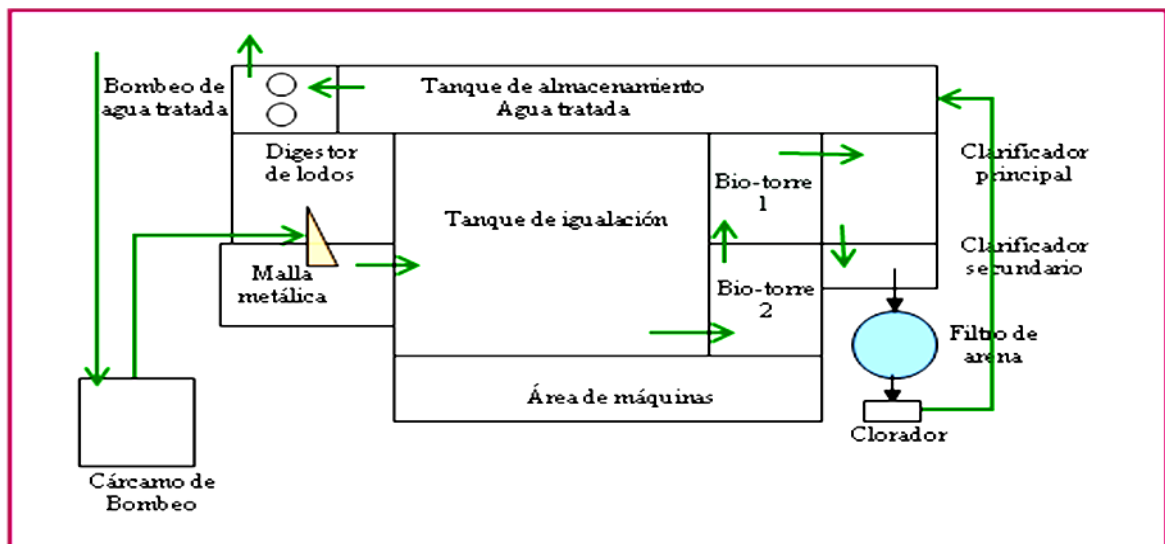 Bombeo de
agua tratada
Tanque de almacenamiento
Agua tratada
Digestor
de lodos
Clarificador
principal
Bio-torre
1
Tanque de igualación
Clarificador
secundario
Malla
metálica
Bio-torre
2
Filtro de
arena
Área de máquinas
Clorador
Cárcamo de
Bombeo